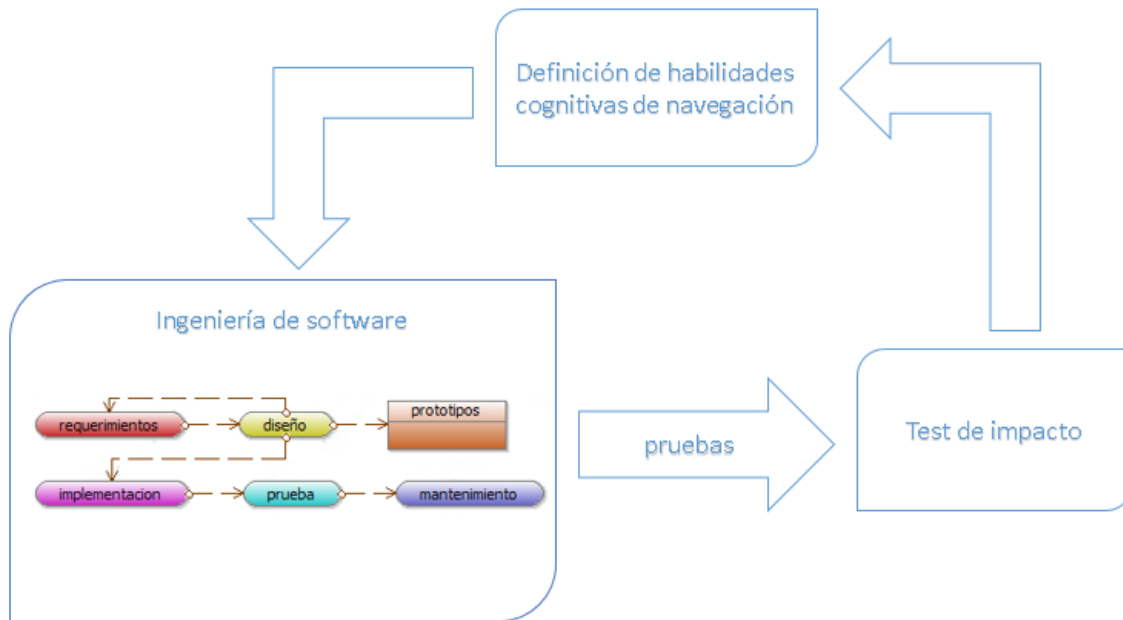 Definición de habilidades
cognitivas de navegación
Ingeniería de software
requerimientos
diseño
prototipos
implementacion
prueba
mantenimiento
pruebas
Test de impacto